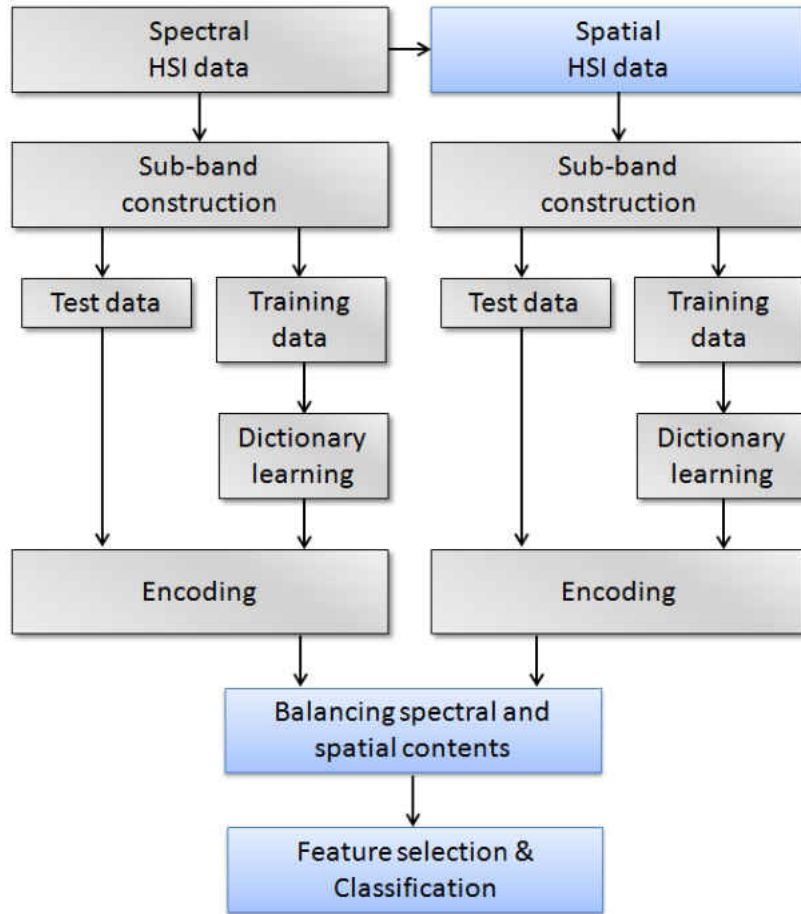 Spectral
HSI data
Spatial
HSI data
Sub-band
construction
Sub-band
construction
Test data
Training
data
Test data
Training
data
Dictionary
learning
Dictionary
learning
Encoding
Encoding
Balancing spectral and
spatial contents
Feature selection &
Classification